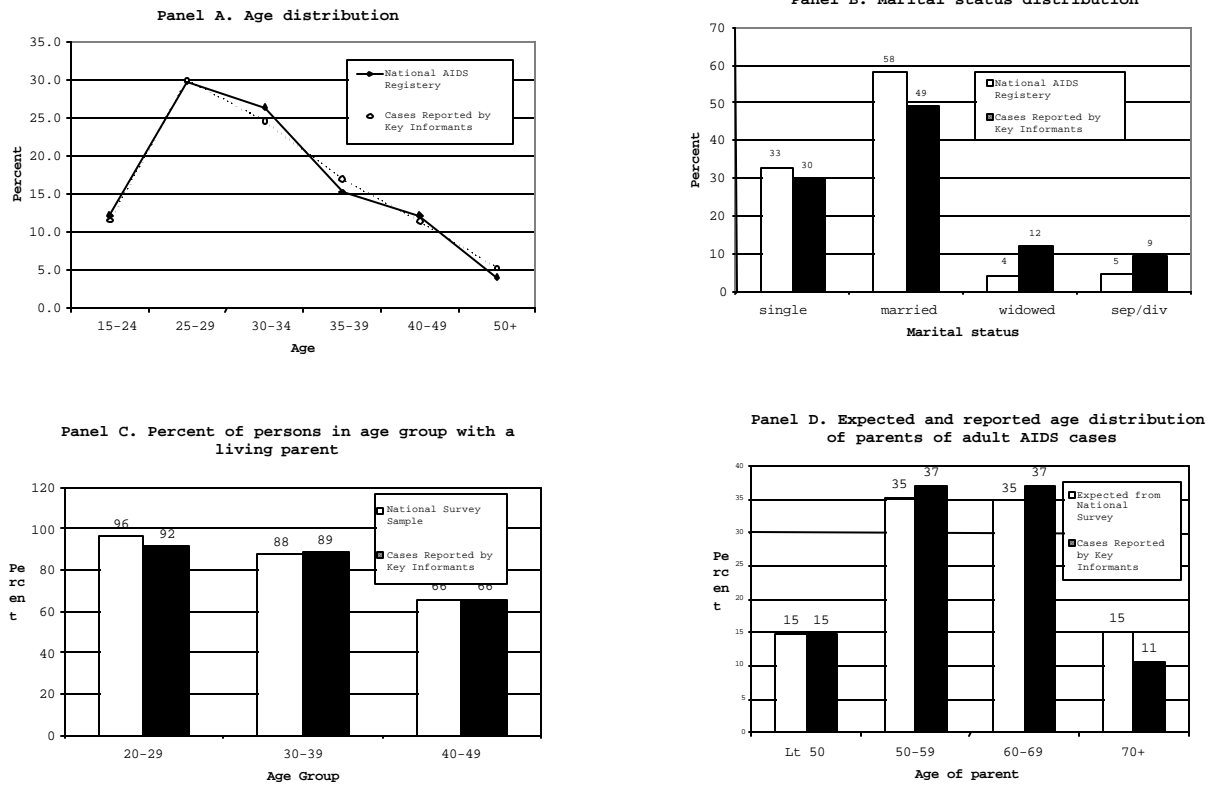 Panel A. Age distribution
35.0
30.0
25.0
20.0
15.0
10.0
5.0
0.0
Percent
National AIDS
Registery
Cases Reported by
Key Informants
15-24 25-29 30-34 35-39 40-49 50+
Age
Panel B. Marital status distribution
70
60
50
40
30
20
10
0
Percent
National AIDS
Registery
Cases Reported by
Key Informants
33 30 58 49 4 12 5 9
single married widowed sep/div
Marital status
Panel C. Percent of persons in age group with a
living parent
120
100
80
60
40
20
0
Pe
rc
en
t
National Survey
Sample
Cases Reported by
Key Informants
96 92 88 89 66 66
20-29 30-39 40-49
Age Group
Panel D. Expected and reported age distribution
of parents of adult AIDS cases
40
35
30
25
20
15
10
5
0
Pe
rc
en
t
Expected from
National
Survey
Cases Reported
by Key
Informants
15 15 35 37 35 37 15 11
Lt 50 50-59 60-69 70+
Age of parent